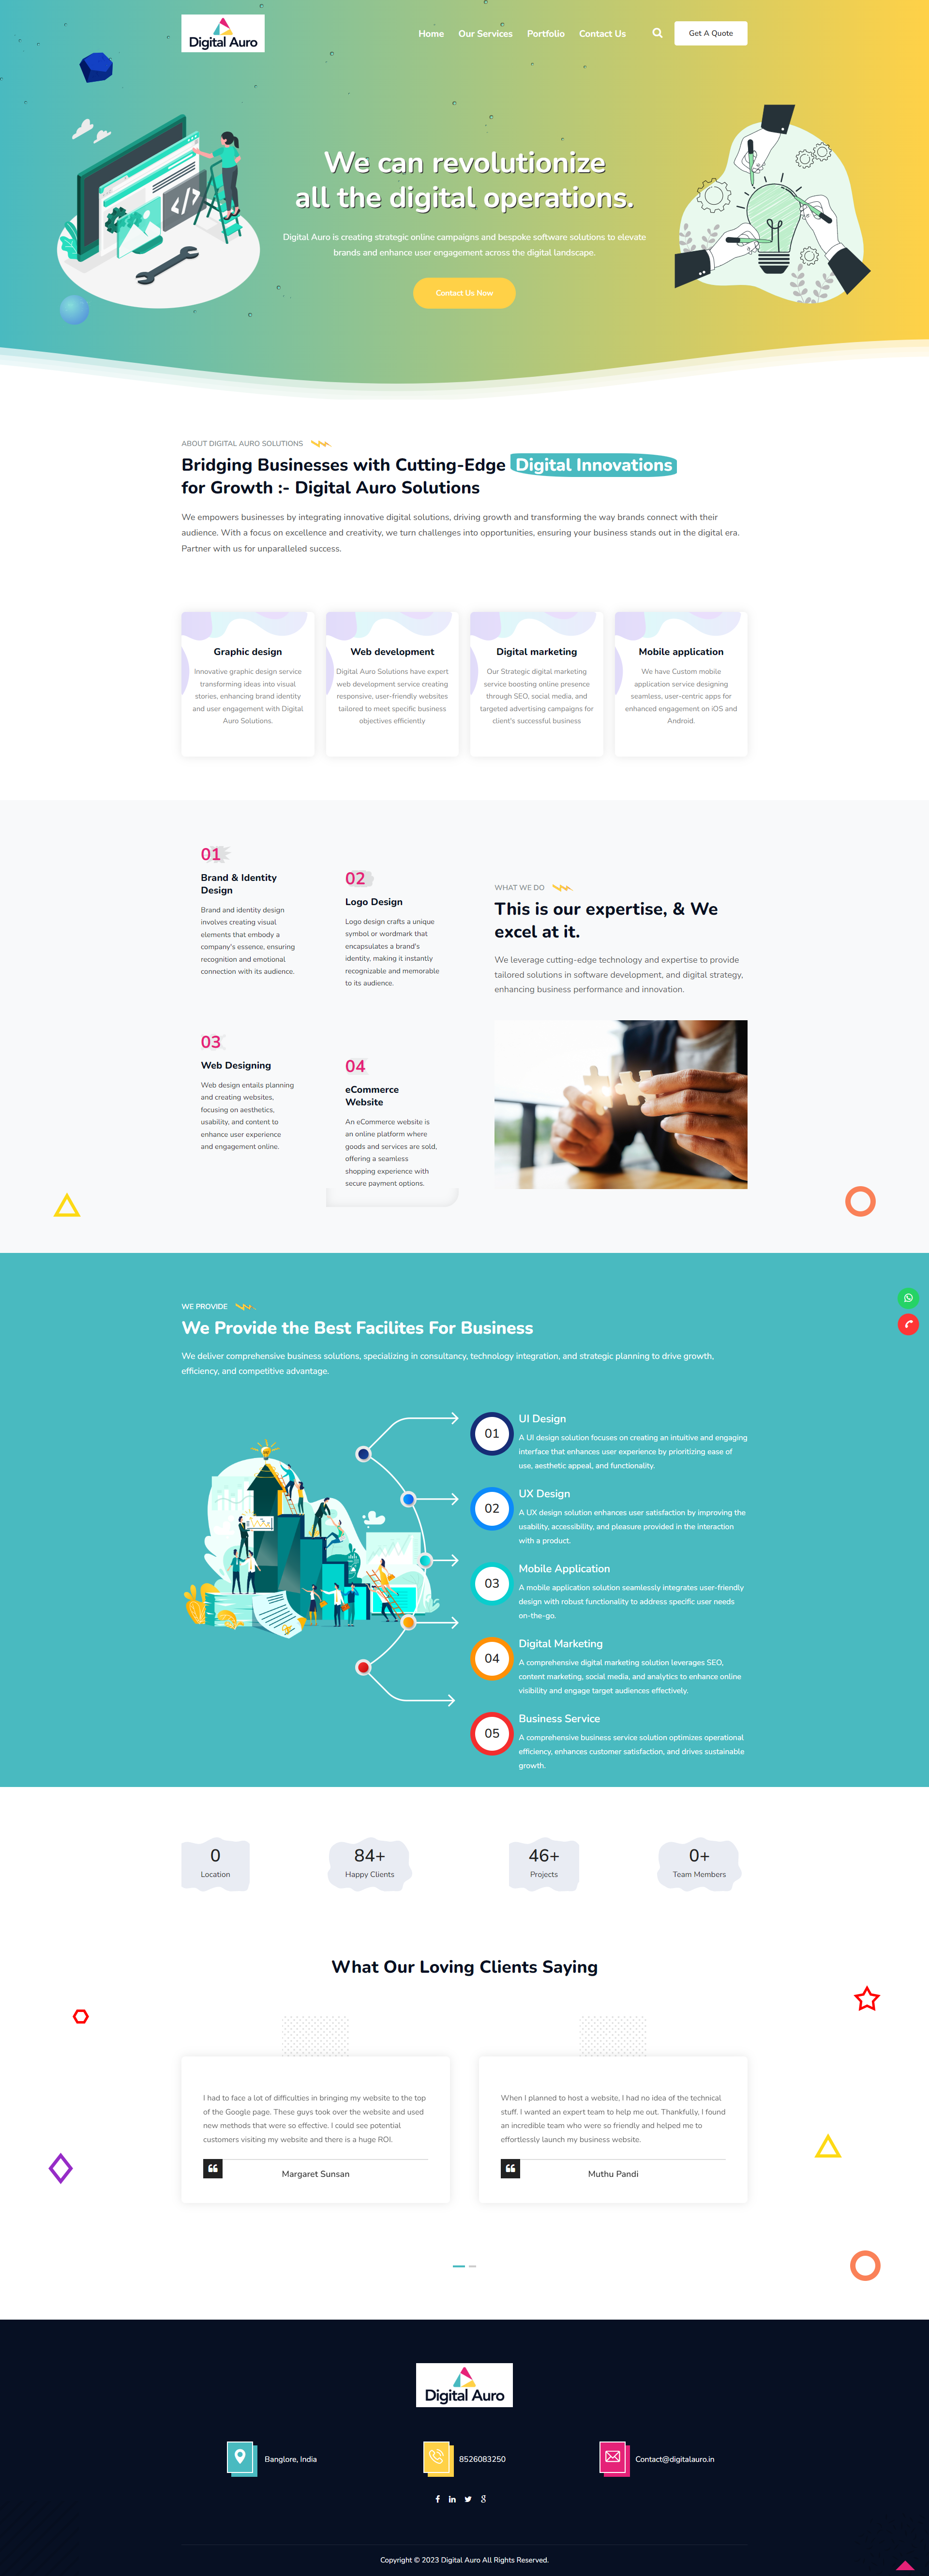 Digital Auro
Home
Our Services
Portfolio
Contact Us
Get A Quote
We can revolutionize
all the digital operations.
Digital Auro is creating strategic online campaigns and bespoke software solutions to elevate
brands and enhance user engagement across the digital landscape.
Contact Us Now
ABOUT DIGITAL AURO SOLUTIONS
Bridging Businesses with Cutting-Edge Digital Innovations
for Growth :- Digital Auro Solutions
We empowers businesses by integrating innovative digital solutions, driving growth and transforming the way brands connect with their
audience. With a focus on excellence and creativity, we turn challenges into opportunities, ensuring your business stands out in the digital era.
Partner with us for unparalleled success.
Graphic design
Innovative graphic design service
transforming ideas into visual
stories, enhancing brand identity
and user engagement with Digital
Auro Solutions.
Web development
Digital Auro Solutions have expert
web development service creating
responsive, user-friendly websites
tailored to meet specific business
objectives efficiently
Digital marketing
Our Strategic digital marketing
service boosting online presence
through SEO, social media, and
targeted advertising campaigns for
client's successful business
Mobile application
We have Custom mobile
application service designing
seamless, user-centric apps for
enhanced engagement on iOS and
Android.
01
Brand & Identity
Design
Brand and identity design
involves creating visual
elements that embody a
company's essence, ensuring
recognition and emotional
connection with its audience.
02
Logo Design
Logo design crafts a unique
symbol or wordmark that
encapsulates a brand's
identity, making it instantly
recognizable and memorable
to its audience.
03
Web Designing
Web design entails planning
and creating websites,
focusing on aesthetics,
usability, and content to
enhance user experience
and engagement online.
04
eCommerce
Website
An eCommerce website is
an online platform where
goods and services are sold,
offering a seamless
shopping experience with
secure payment options.
WHAT WE DO
This is our expertise, & We
excel at it.
We leverage cutting-edge technology and expertise to provide
tailored solutions in software development, and digital strategy,
enhancing business performance and innovation.
WE PROVIDE
We Provide the Best Facilites For Business
We deliver comprehensive business solutions, specializing in consultancy, technology integration, and strategic planning to drive growth,
efficiency, and competitive advantage.
01
UI Design
A UI design solution focuses on creating an intuitive and engaging
interface that enhances user experience by prioritizing ease of
use, aesthetic appeal, and functionality.
02
UX Design
A UX design solution enhances user satisfaction by improving the
usability, accessibility, and pleasure provided in the interaction
with a product.
03
Mobile Application
A mobile application solution seamlessly integrates user-friendly
design with robust functionality to address specific user needs
on-the-go.
04
Digital Marketing
A comprehensive digital marketing solution leverages SEO,
content marketing, social media, and analytics to enhance online
visibility and engage target audiences effectively.
05
Business Service
A comprehensive business service solution optimizes operational
efficiency, enhances customer satisfaction, and drives sustainable
growth.
0
Location
84+
Happy Clients
46+
Projects
0+
Team Members
What Our Loving Clients Saying
I had to face a lot of difficulties in bringing my website to the top
of the Google page. These guys took over the website and used
new methods that were so effective. I could see potential
customers visiting my website and there is a huge ROI.
Margaret Sunsan
When I planned to host a website, I had no idea of the technical
stuff. I wanted an expert team to help me out. Thankfully, I found
an incredible team who were so friendly and helped me to
effortlessly launch my business website.
Muthu Pandi
Digital Auro
Banglore, India
8526083250
Contact@digitalauro.in
Copyright © 2023 Digital Auro All Rights Reserved.